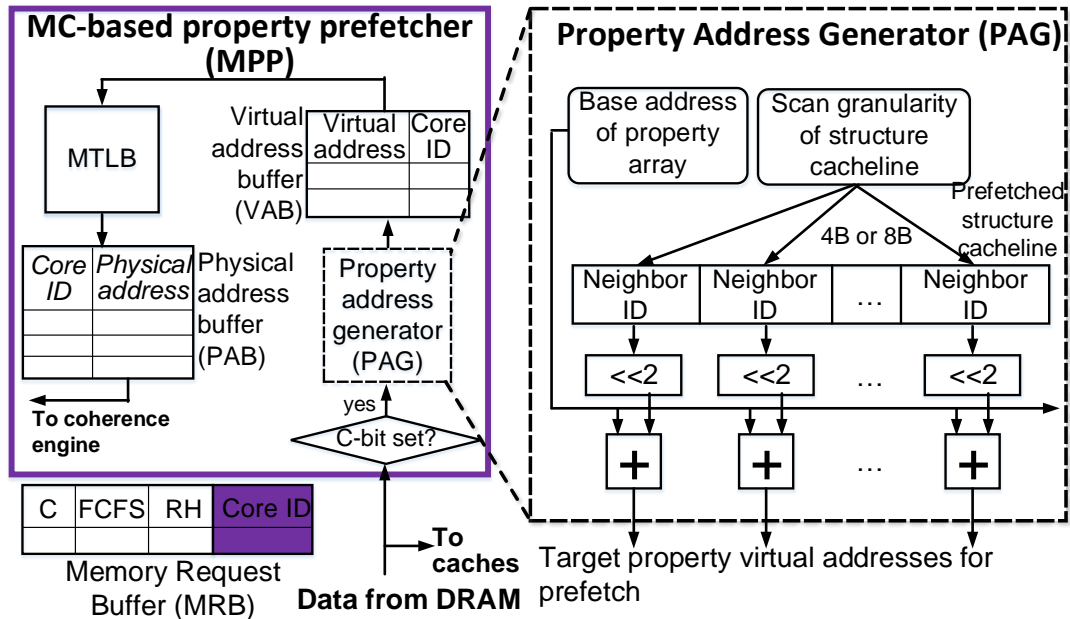 MC-based property prefetcher
(MPP)
MTLB
Virtual
address
buffer
(VAB)
Virtual
address
Core
ID
Core
ID
Physical
address
Physical
address
buffer
(PAB)
Property
address
generator
(PAG)
To coherence
engine
yes
C-bit set?
C
FCFS
RH
Core ID
Memory Request
Buffer (MRB)
To
caches
Data from DRAM
Property Address Generator (PAG)
Base address
of property
array
Scan granularity
of structure
cacheline
Prefetched
structure
cacheline
4B or 8B
Neighbor
ID
Neighbor
ID
...
Neighbor
ID
<<2
<<2
...
<<2
+
+
...
+
Target property virtual addresses for
prefetch